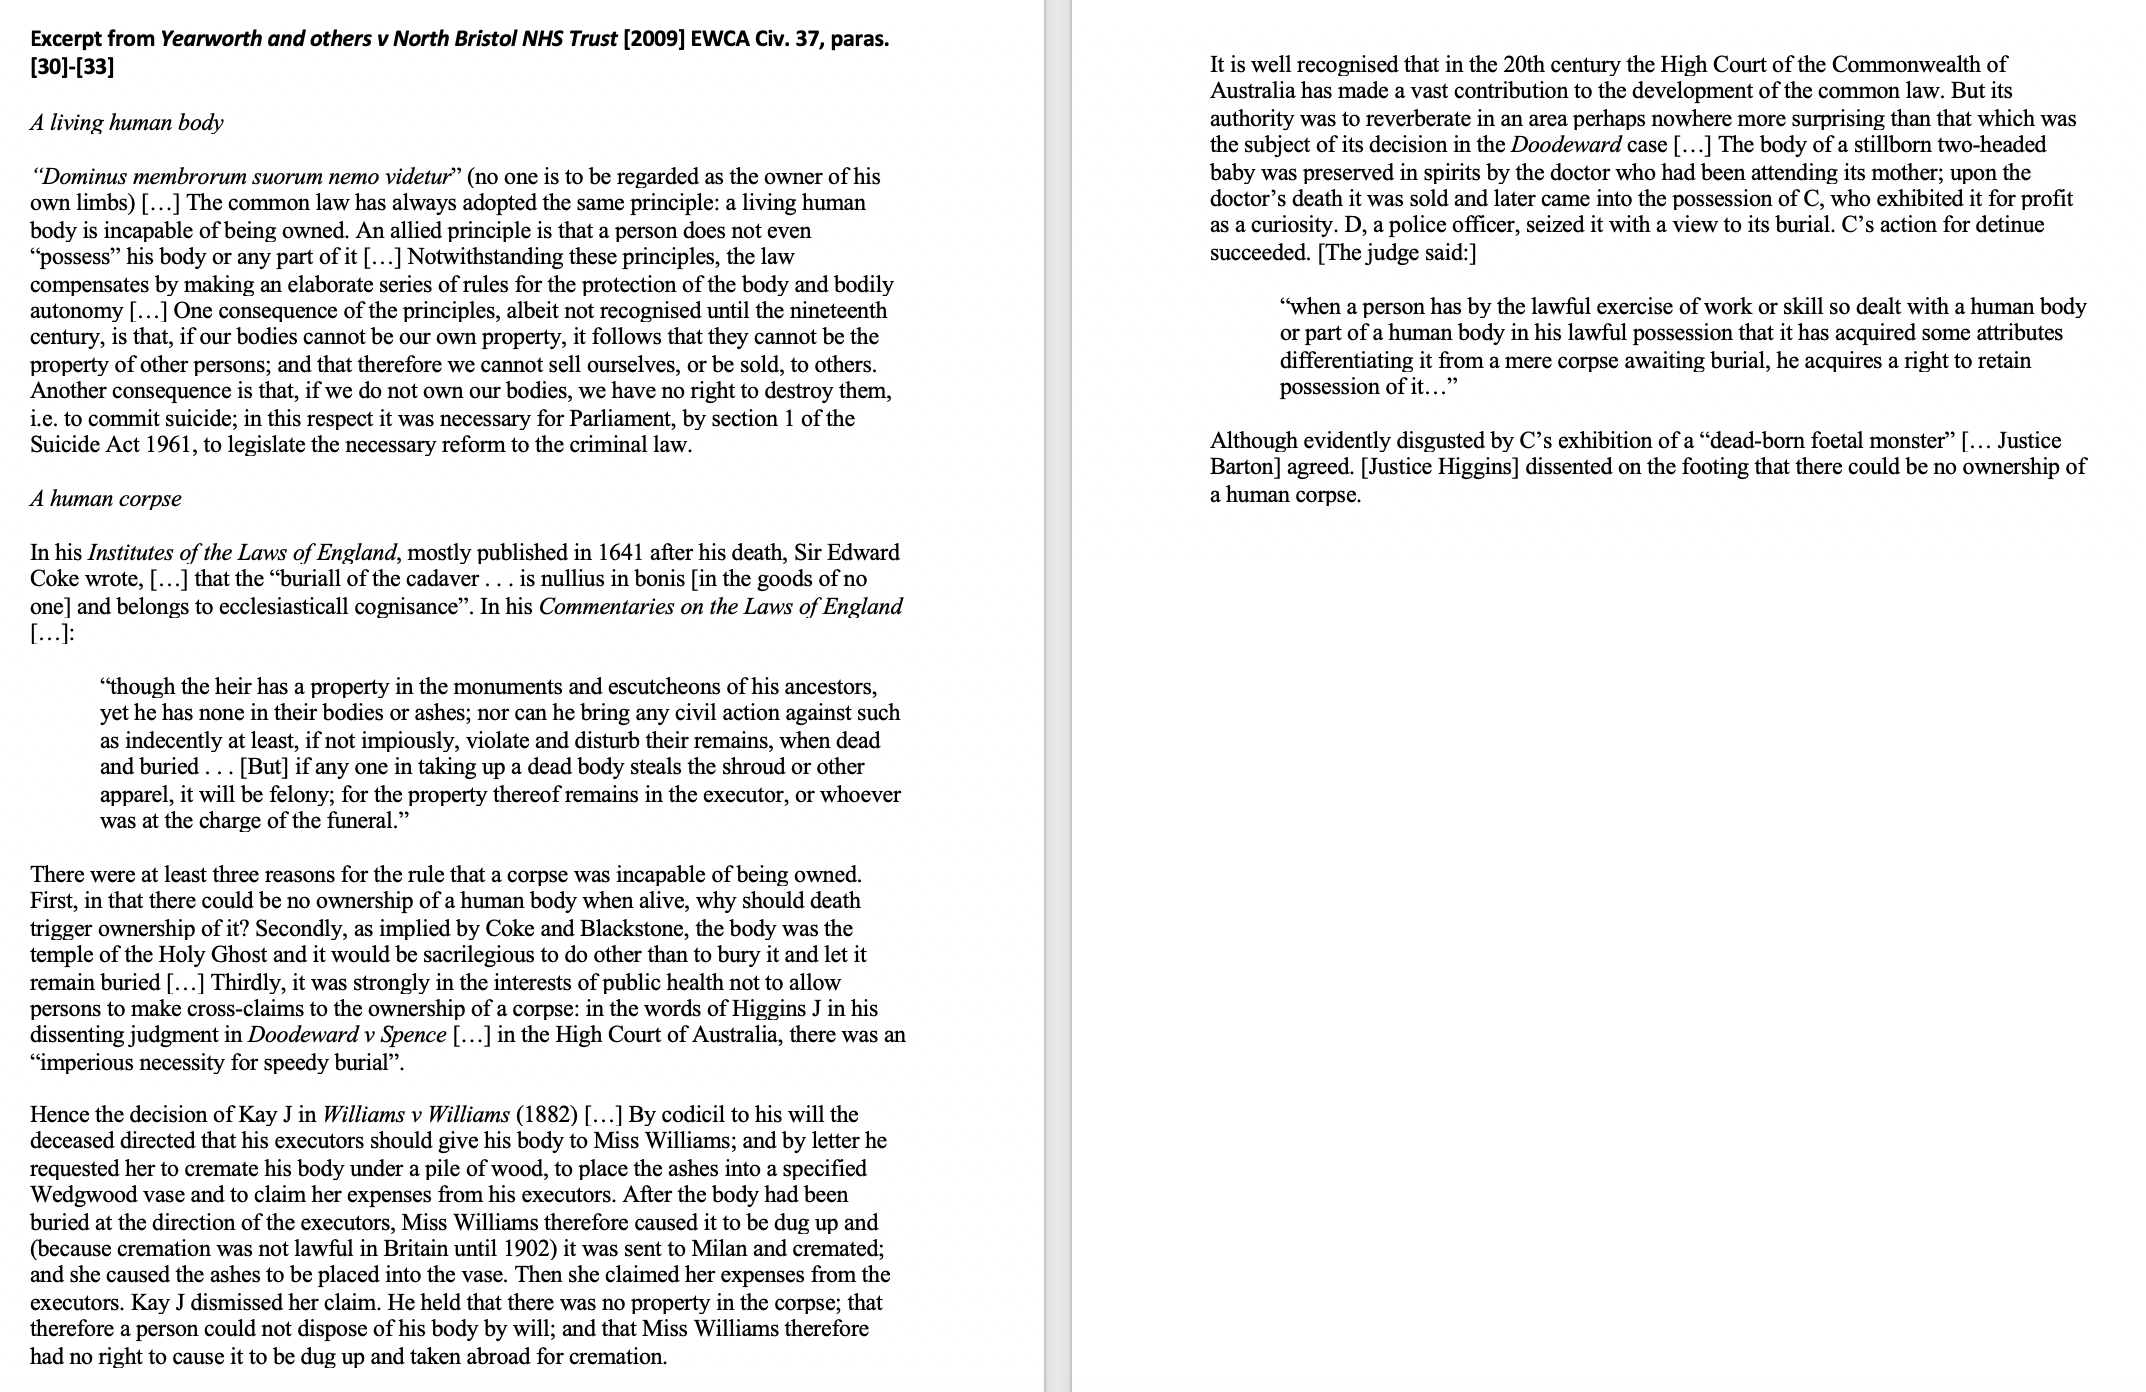 Excerpt from Yearworth and others v North Bristol NHS Trust [2009] EWCA Civ. 37, paras.
[30]-[33]
A living human body
“Dominus membrorum suorum nemo videtur” (no one is to be regarded as the owner of his
own limbs) […] The common law has always adopted the same principle: a living human
body is incapable of being owned. An allied principle is that a person does not even
“possess” his body or any part of it […] Notwithstanding these principles, the law
compensates by making an elaborate series of rules for the protection of the body and bodily
autonomy […] One consequence of the principles, albeit not recognised until the nineteenth
century, is that, if our bodies cannot be our own property, it follows that they cannot be the
property of other persons; and that therefore we cannot sell ourselves, or be sold, to others.
Another consequence is that, if we do not own our bodies, we have no right to destroy them,
i.e. to commit suicide; in this respect it was necessary for Parliament, by section 1 of the
Suicide Act 1961, to legislate the necessary reform to the criminal law.
A human corpse
In his Institutes of the Laws of England, mostly published in 1641 after his death, Sir Edward
Coke wrote, […] that the “buriall of the cadaver . . . is nullius in bonis [in the goods of no
one] and belongs to ecclesiasticall cognisance”. In his Commentaries on the Laws of England
[…]:
“though the heir has a property in the monuments and escutcheons of his ancestors,
yet he has none in their bodies or ashes; nor can he bring any civil action against such
as indecently at least, if not impiously, violate and disturb their remains, when dead
and buried . . . [But] if any one in taking up a dead body steals the shroud or other
apparel, it will be felony; for the property thereof remains in the executor, or whoever
was at the charge of the funeral.”
There were at least three reasons for the rule that a corpse was incapable of being owned.
First, in that there could be no ownership of a human body when alive, why should death
trigger ownership of it? Secondly, as implied by Coke and Blackstone, the body was the
temple of the Holy Ghost and it would be sacrilegious to do other than to bury it and let it
remain buried […] Thirdly, it was strongly in the interests of public health not to allow
persons to make cross-claims to the ownership of a corpse: in the words of Higgins J in his
dissenting judgment in Doodeward v Spence […] in the High Court of Australia, there was an
“imperious necessity for speedy burial”.
Hence the decision of Kay J in Williams v Williams (1882) […] By codicil to his will the
deceased directed that his executors should give his body to Miss Williams; and by letter he
requested her to cremate his body under a pile of wood, to place the ashes into a specified
Wedgwood vase and to claim her expenses from his executors. After the body had been
buried at the direction of the executors, Miss Williams therefore caused it to be dug up and
(because cremation was not lawful in Britain until 1902) it was sent to Milan and cremated;
and she caused the ashes to be placed into the vase. Then she claimed her expenses from the
executors. Kay J dismissed her claim. He held that there was no property in the corpse; that
therefore a person could not dispose of his body by will; and that Miss Williams therefore
had no right to cause it to be dug up and taken abroad for cremation.
It is well recognised that in the 20th century the High Court of the Commonwealth of
Australia has made a vast contribution to the development of the common law. But its
authority was to reverberate in an area perhaps nowhere more surprising than that which was
the subject of its decision in the Doodeward case […] The body of a stillborn two-headed
baby was preserved in spirits by the doctor who had been attending its mother; upon the
doctor’s death it was sold and later came into the possession of C, who exhibited it for profit
as a curiosity. D, a police officer, seized it with a view to its burial. C’s action for detinue
succeeded. [The judge said:]
“when a person has by the lawful exercise of work or skill so dealt with a human body
or part of a human body in his lawful possession that it has acquired some attributes
differentiating it from a mere corpse awaiting burial, he acquires a right to retain
possession of it…”
Although evidently disgusted by C’s exhibition of a “dead-born foetal monster” [… Justice
Barton] agreed. [Justice Higgins] dissented on the footing that there could be no ownership of
a human corpse.